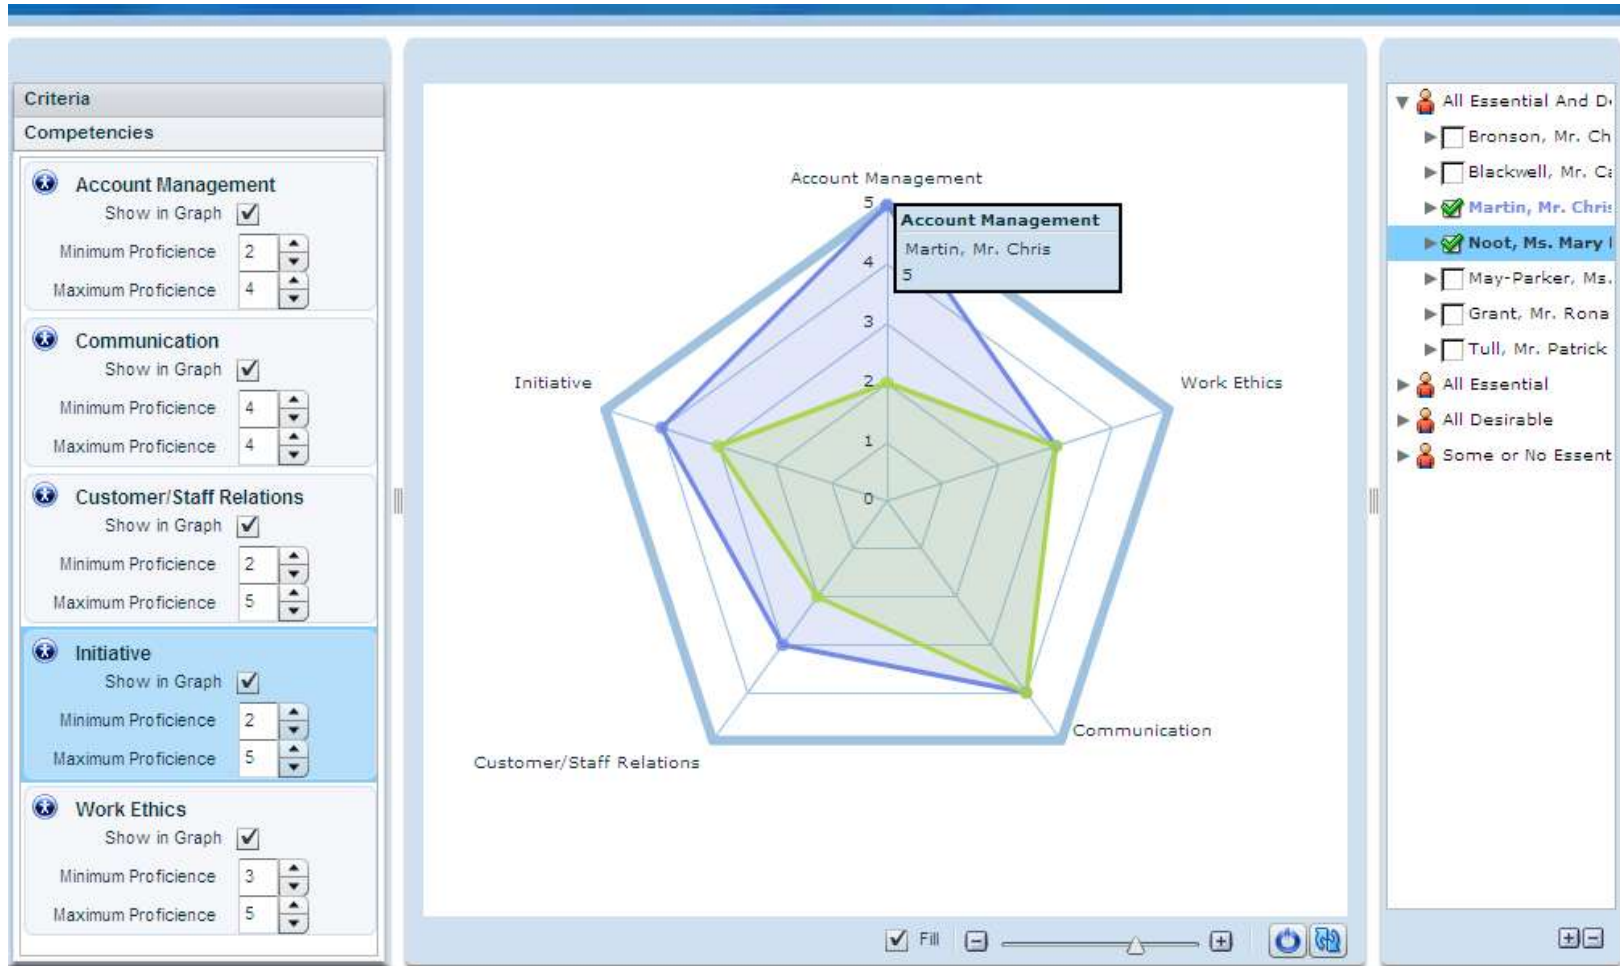 Criteria
Competencies
Account Management
Show in Graph
Minimum Proficience 2
Maximum Proficience 4
Communication
Show in Graph
Minimum Proficience 4
Maximum Proficience 4
Customer/Staff Relations
Show in Graph
Minimum Proficience 2
Maximum Proficience 5
Initiative
Show in Graph
Minimum Proficience 2
Maximum Proficience 5
Work Ethics
Show in Graph
Minimum Proficience 3
Maximum Proficience 5
Account Management
5
Account Management
Martin, Mr. Chris
5
4
3
2
1
0
Initiative
Work Ethics
Communication
Customer/Staff Relations
Fill
All Essential And
Bronson, Mr. Ch
Blackwell, Mr.
Martin, Mr. Chris
Noot, Ms. Mary
May-Parker, Ms.
Grant, Mr. Rona
Tull, Mr. Patrick
All Essential
All Desirable
Some or No Essent